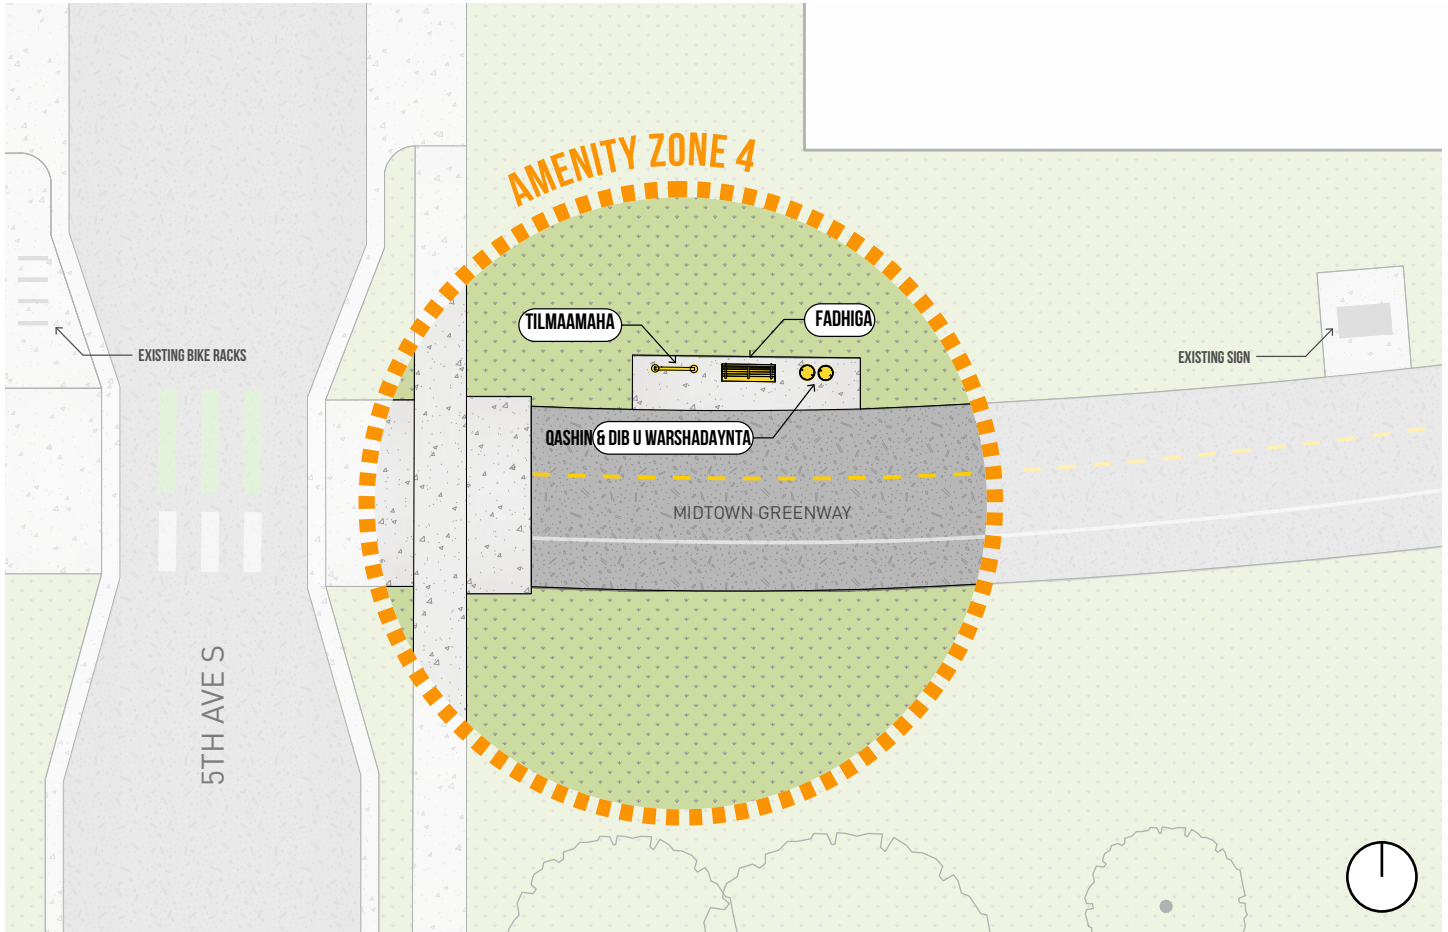 AMENITY ZONE 4
TILMAAMAHA
FADHIGA
EXISTING BIKE RACKS
EXISTING SIGN
QASHIN & DIB U WARSHADAYNTA
MIDTOWN GREENWAY
5TH AVE S